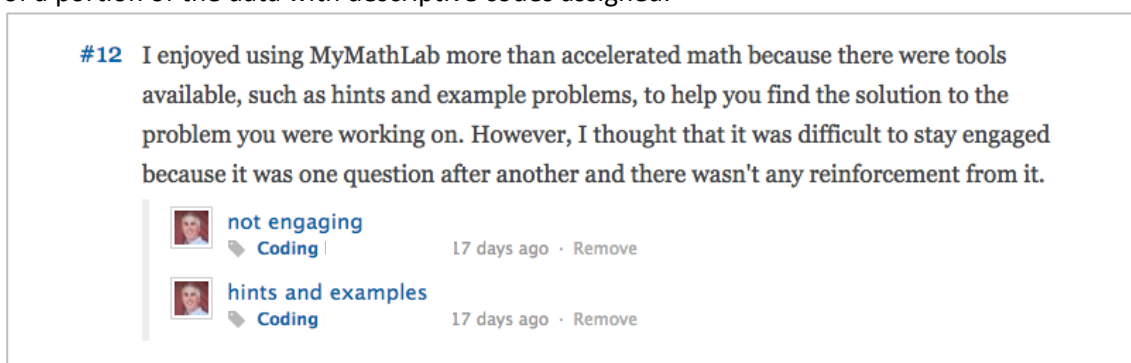 of a portion of the data with descriptive codes assigned.
#12 I enjoyed using MyMathLab more than accelerated math because there were tools
available, such as hints and example problems, to help you find the solution to the
problem you were working on. However, I thought that it was difficult to stay engaged
because it was one question after another and there wasn't any reinforcement from it.
not engaging
Coding 17 days ago · Remove
hints and examples
Coding 17 days ago · Remove